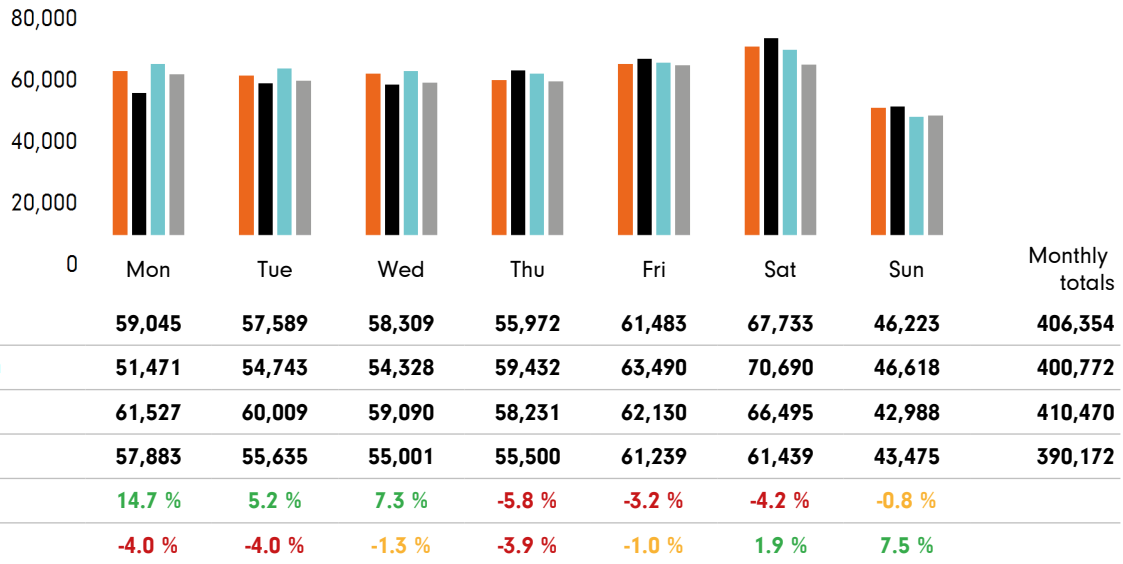 80,000
60,000
40,000
20,000
0
Mon Tue Wed Thu Fri Sat Sun Monthly totals
59,045 57,589 58,309 55,972 61,483 67,733 46,223 406,354
51,471 54,743 54,328 59,432 63,490 70,690 46,618 400,772
61,527 60,009 59,090 58,231 62,130 66,495 42,988 410,470
57,883 55,635 55,001 55,500 61,239 61,439 43,475 390,172
14.7 % 5.2 % 7.3 % -5.8 % -3.2 % -4.2 % -0.8 %
-4.0 % -4.0 % -1.3 % -3.9 % -1.0 % 1.9 % 7.5 %